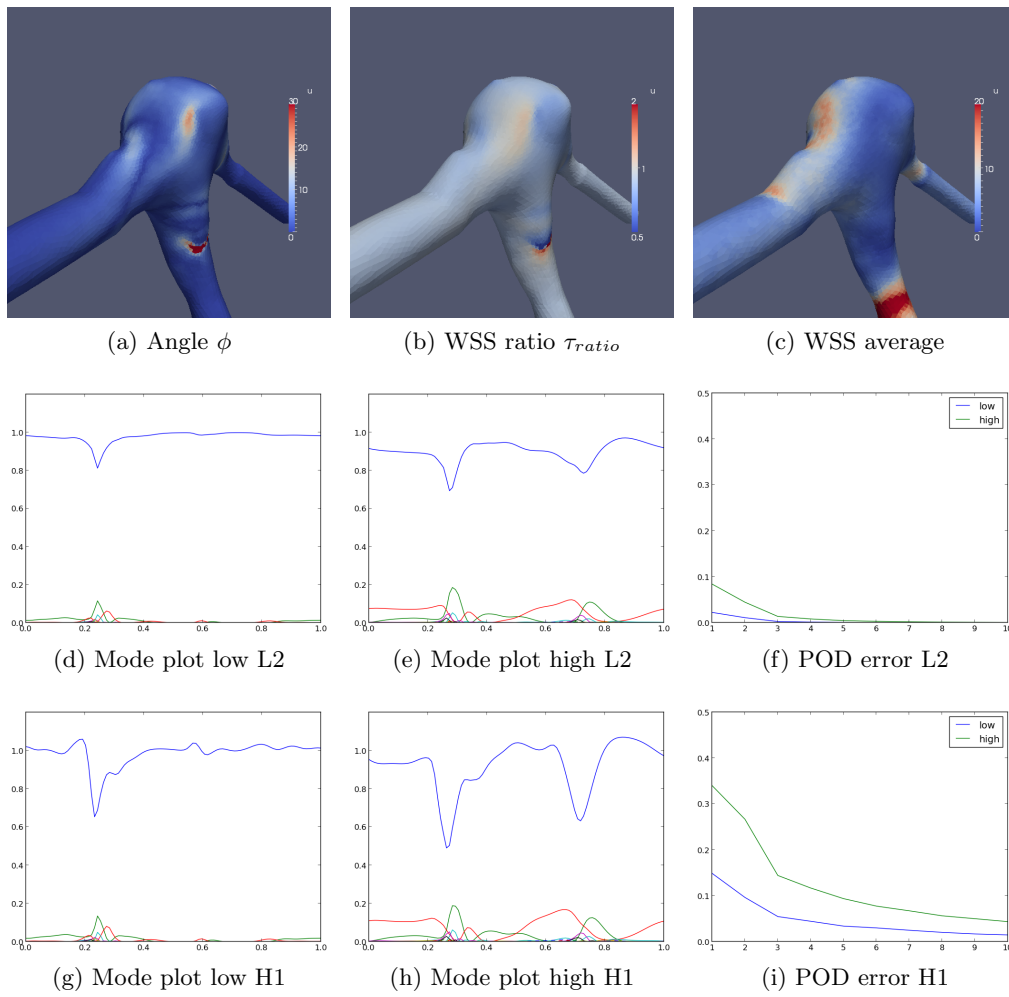 u
30
20
10
0
u
2
1
0.5
u
20
10
0
(a) Angle ϕ
(b) WSS ratio τ_ratio
(c) WSS average
1.0
0.8
0.6
0.4
0.2
0.0
0.0 0.2 0.4 0.6 0.8 1.0
1.0
0.8
0.6
0.4
0.2
0.0
0.0 0.2 0.4 0.6 0.8 1.0
0.5
0.4
0.3
0.2
0.1
0.0
1 2 3 4 5 6 7 8 9 10
low
high
(d) Mode plot low L2
(e) Mode plot high L2
(f) POD error L2
1.0
0.8
0.6
0.4
0.2
0.0
0.0 0.2 0.4 0.6 0.8 1.0
1.0
0.8
0.6
0.4
0.2
0.0
0.0 0.2 0.4 0.6 0.8 1.0
0.5
0.4
0.3
0.2
0.1
0.0
1 2 3 4 5 6 7 8 9 10
low
high
(g) Mode plot low H1
(h) Mode plot high H1
(i) POD error H1